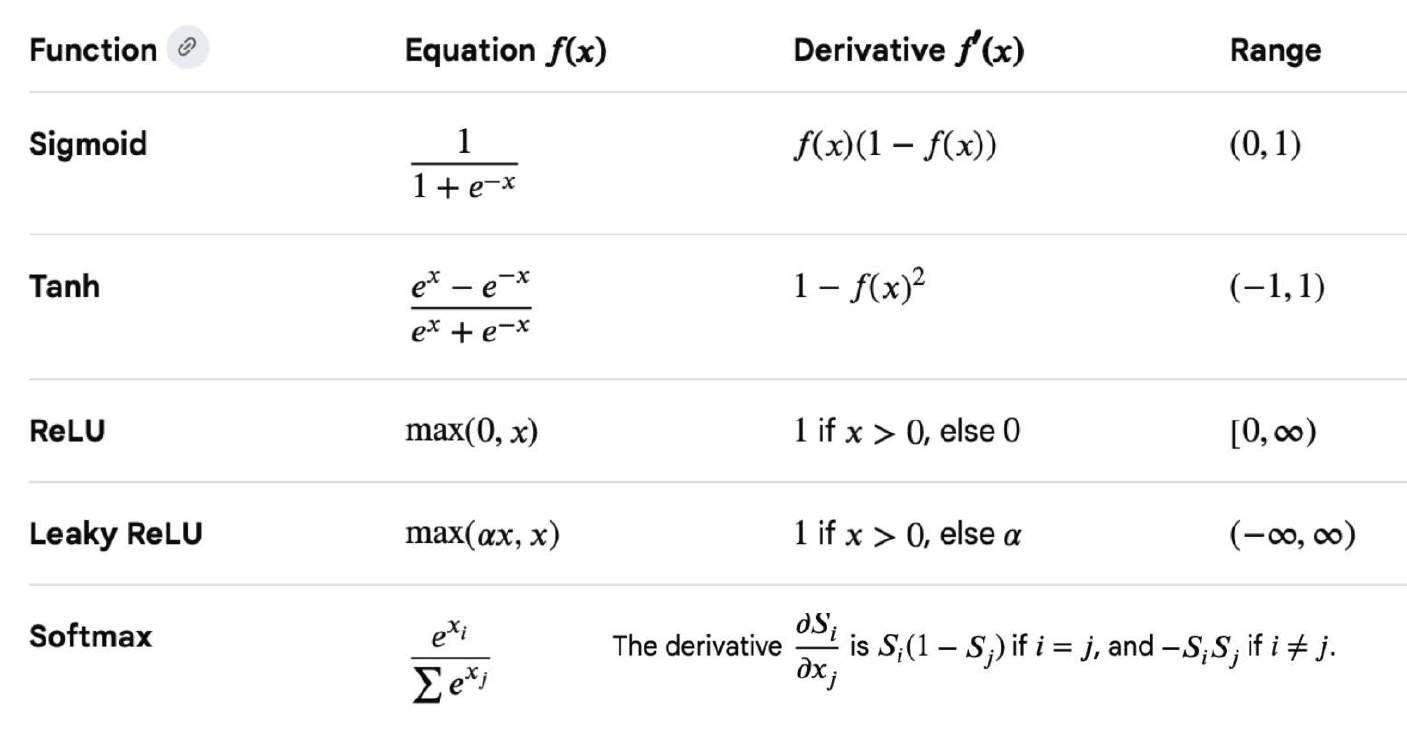 Function Equation f(x) Derivative f′(x) Range
Sigmoid 1/(1 + e^{−x}) f(x)(1 − f(x)) (0, 1)
Tanh (e^x − e^{−x})/(e^x + e^{−x}) 1 − f(x)² (−1, 1)
ReLU max(0, x) 1 if x > 0, else 0 [0, ∞)
Leaky ReLU max(αx, x) 1 if x > 0, else α (−∞, ∞)
Softmax e^{x_i}/∑ e^{x_j} The derivative ∂S_i/∂x_j is S_i(1 − S_j) if i = j, and −S_iS_j if i ≠ j.